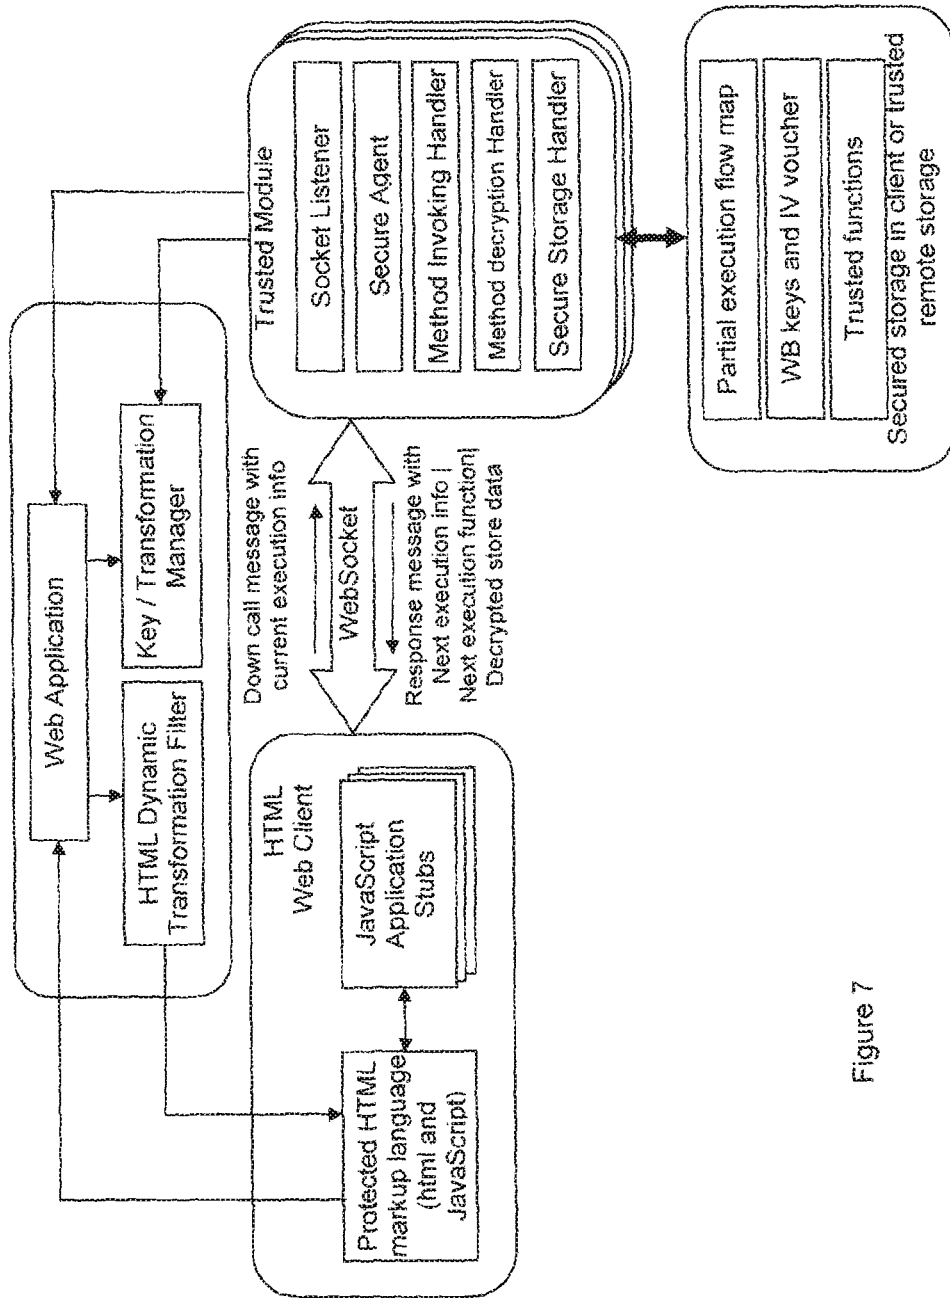 Web Application
HTML Dynamic
Transformation Filter
Key / Transformation
Manager
HTML
Web Client
Protected HTML
markup language
(html and
JavaScript)
JavaScript
Application
Stubs
Down call message with
current execution info
WebSocket
Response message with
Next execution info |
Next execution function|
Decrypted store data
Trusted Module
Socket Listener
Secure Agent
Method Invoking Handler
Method decryption Handler
Secure Storage Handler
Partial execution flow map
WB keys and IV voucher
Trusted functions
Secured storage in client or trusted
remote storage
Figure 7